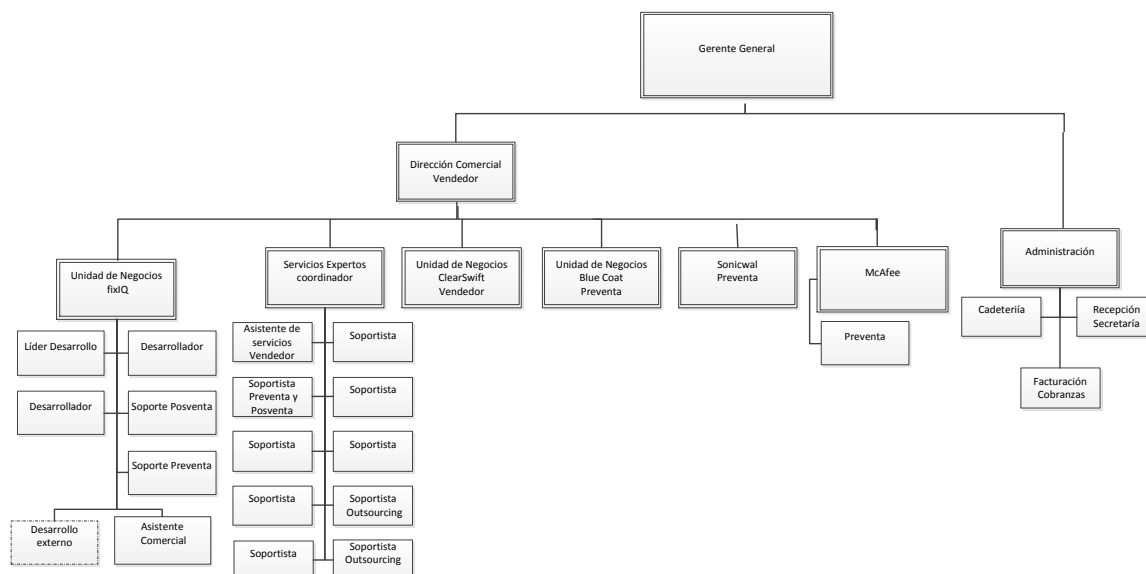 Gerente General
Dirección Comercial
Vendedor
Unidad de Negocios
fixIQ
Servicios Expertos
coordinador
Unidad de Negocios
ClearSwift
Vendedor
Unidad de Negocios
Blue Coat
Preventa
Sonicwal
Preventa
McAfee
Administración
Líder Desarrollo
Desarrollador
Asistente de
servicios
Vendedor
Soportista
Preventa
Cadeteriía
Recepción
Secretaría
Desarrollador
Soporte Posventa
Soportista
Preventa y
Posventa
Soportista
Facturación
Cobranzas
Soporte Preventa
Soportista
Soportista
Desarrollo
externo
Asistente
Comercial
Soportista
Soportista
Outsourcing
Soportista
Soportista
Outsourcing